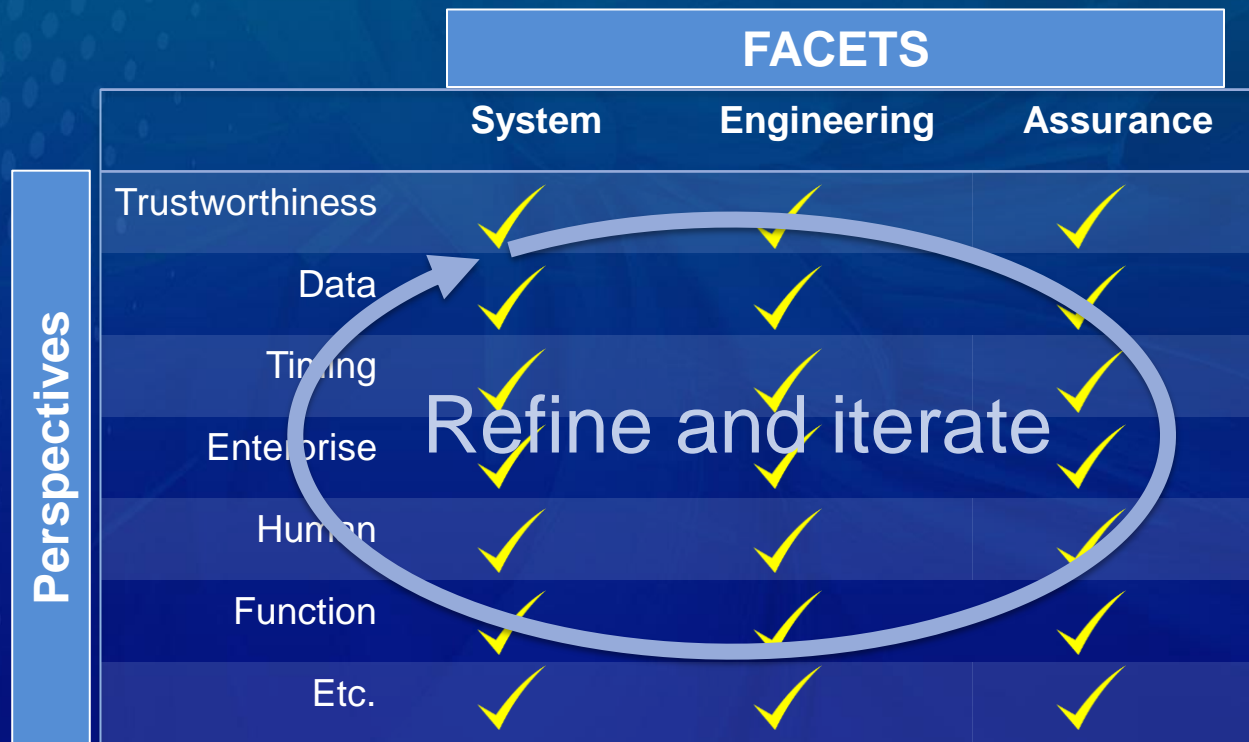 FACETS
System Engineering Assurance
Perspectives
Trustworthiness
Data
Timing
Enterprise
Refine and iterate
Human
Function
Etc.